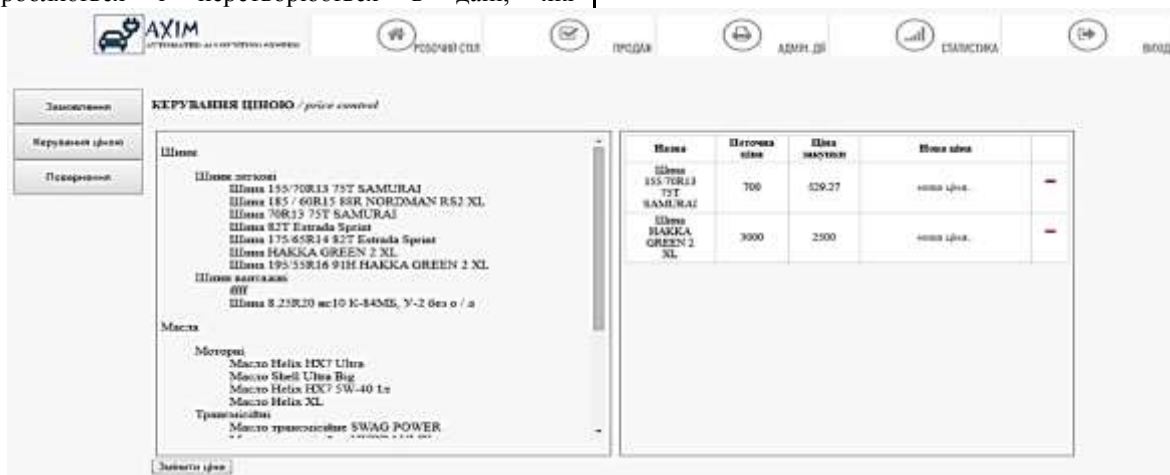 і перетворюється в дані,
AXIM
РОБОЧИЙ СТІЛ
ПРОДАЖ
АДМІН. ДІЇ
СТАТИСТИКА
ВИХІД
Замовлення
Керування ціною
Повернення
КЕРУВАННЯ ЦІНОЮ / price control
Шини
Шини легкові
Шина 155/70R13 75T SAMURAI
Шина 185 / 60R15 88R NORDMAN RS2 XL
Шина 70R13 75T SAMURAI
Шина 82T Estrada Sprint
Шина 175/65R14 82T Estrada Sprint
Шина HAKKA GREEN 2 XL
Шина 195/55R16 91H HAKKA GREEN 2 XL
Шини вантажні
ffff
Шина 8.25R20 нс10 К-84МБ, У-2 без о / л
Масла
Моторні
Масло Helix HX7 Ultra
Масло Shell Ultra Big
Масло Helix HX7 5W-40 1л
Масло Helix XL
Трансмісійні
Масло трансмісійне SWAG POWER
Змінити ціни
Назва
Поточна ціна
Ціна закупки
Нова ціна
Шина 155/70R13 75T SAMURAI
700
629.27
нова ціна.
Шина HAKKA GREEN 2 XL
3000
2500
нова ціна.